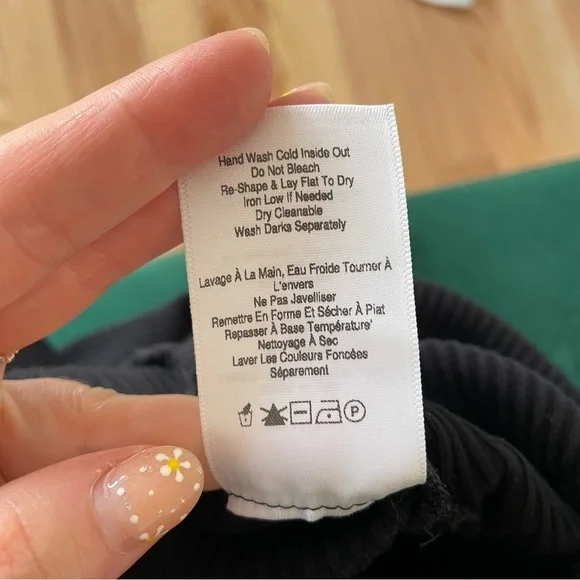 Hand Wash Cold Inside Out
Do Not Bleach
Re-Shape & Lay Flat To Dry
Iron Low If Needed
Dry Cleanable
Wash Darks Separately
Lavage À La Main, Eau Froide Tourner À
L'envers
Ne Pas Javelliser
Remettre En Forme Et Sécher À Plat
Repasser À Base Température'
Nettoyage À Sec
Laver Les Couleurs Foncées
Séparement
P